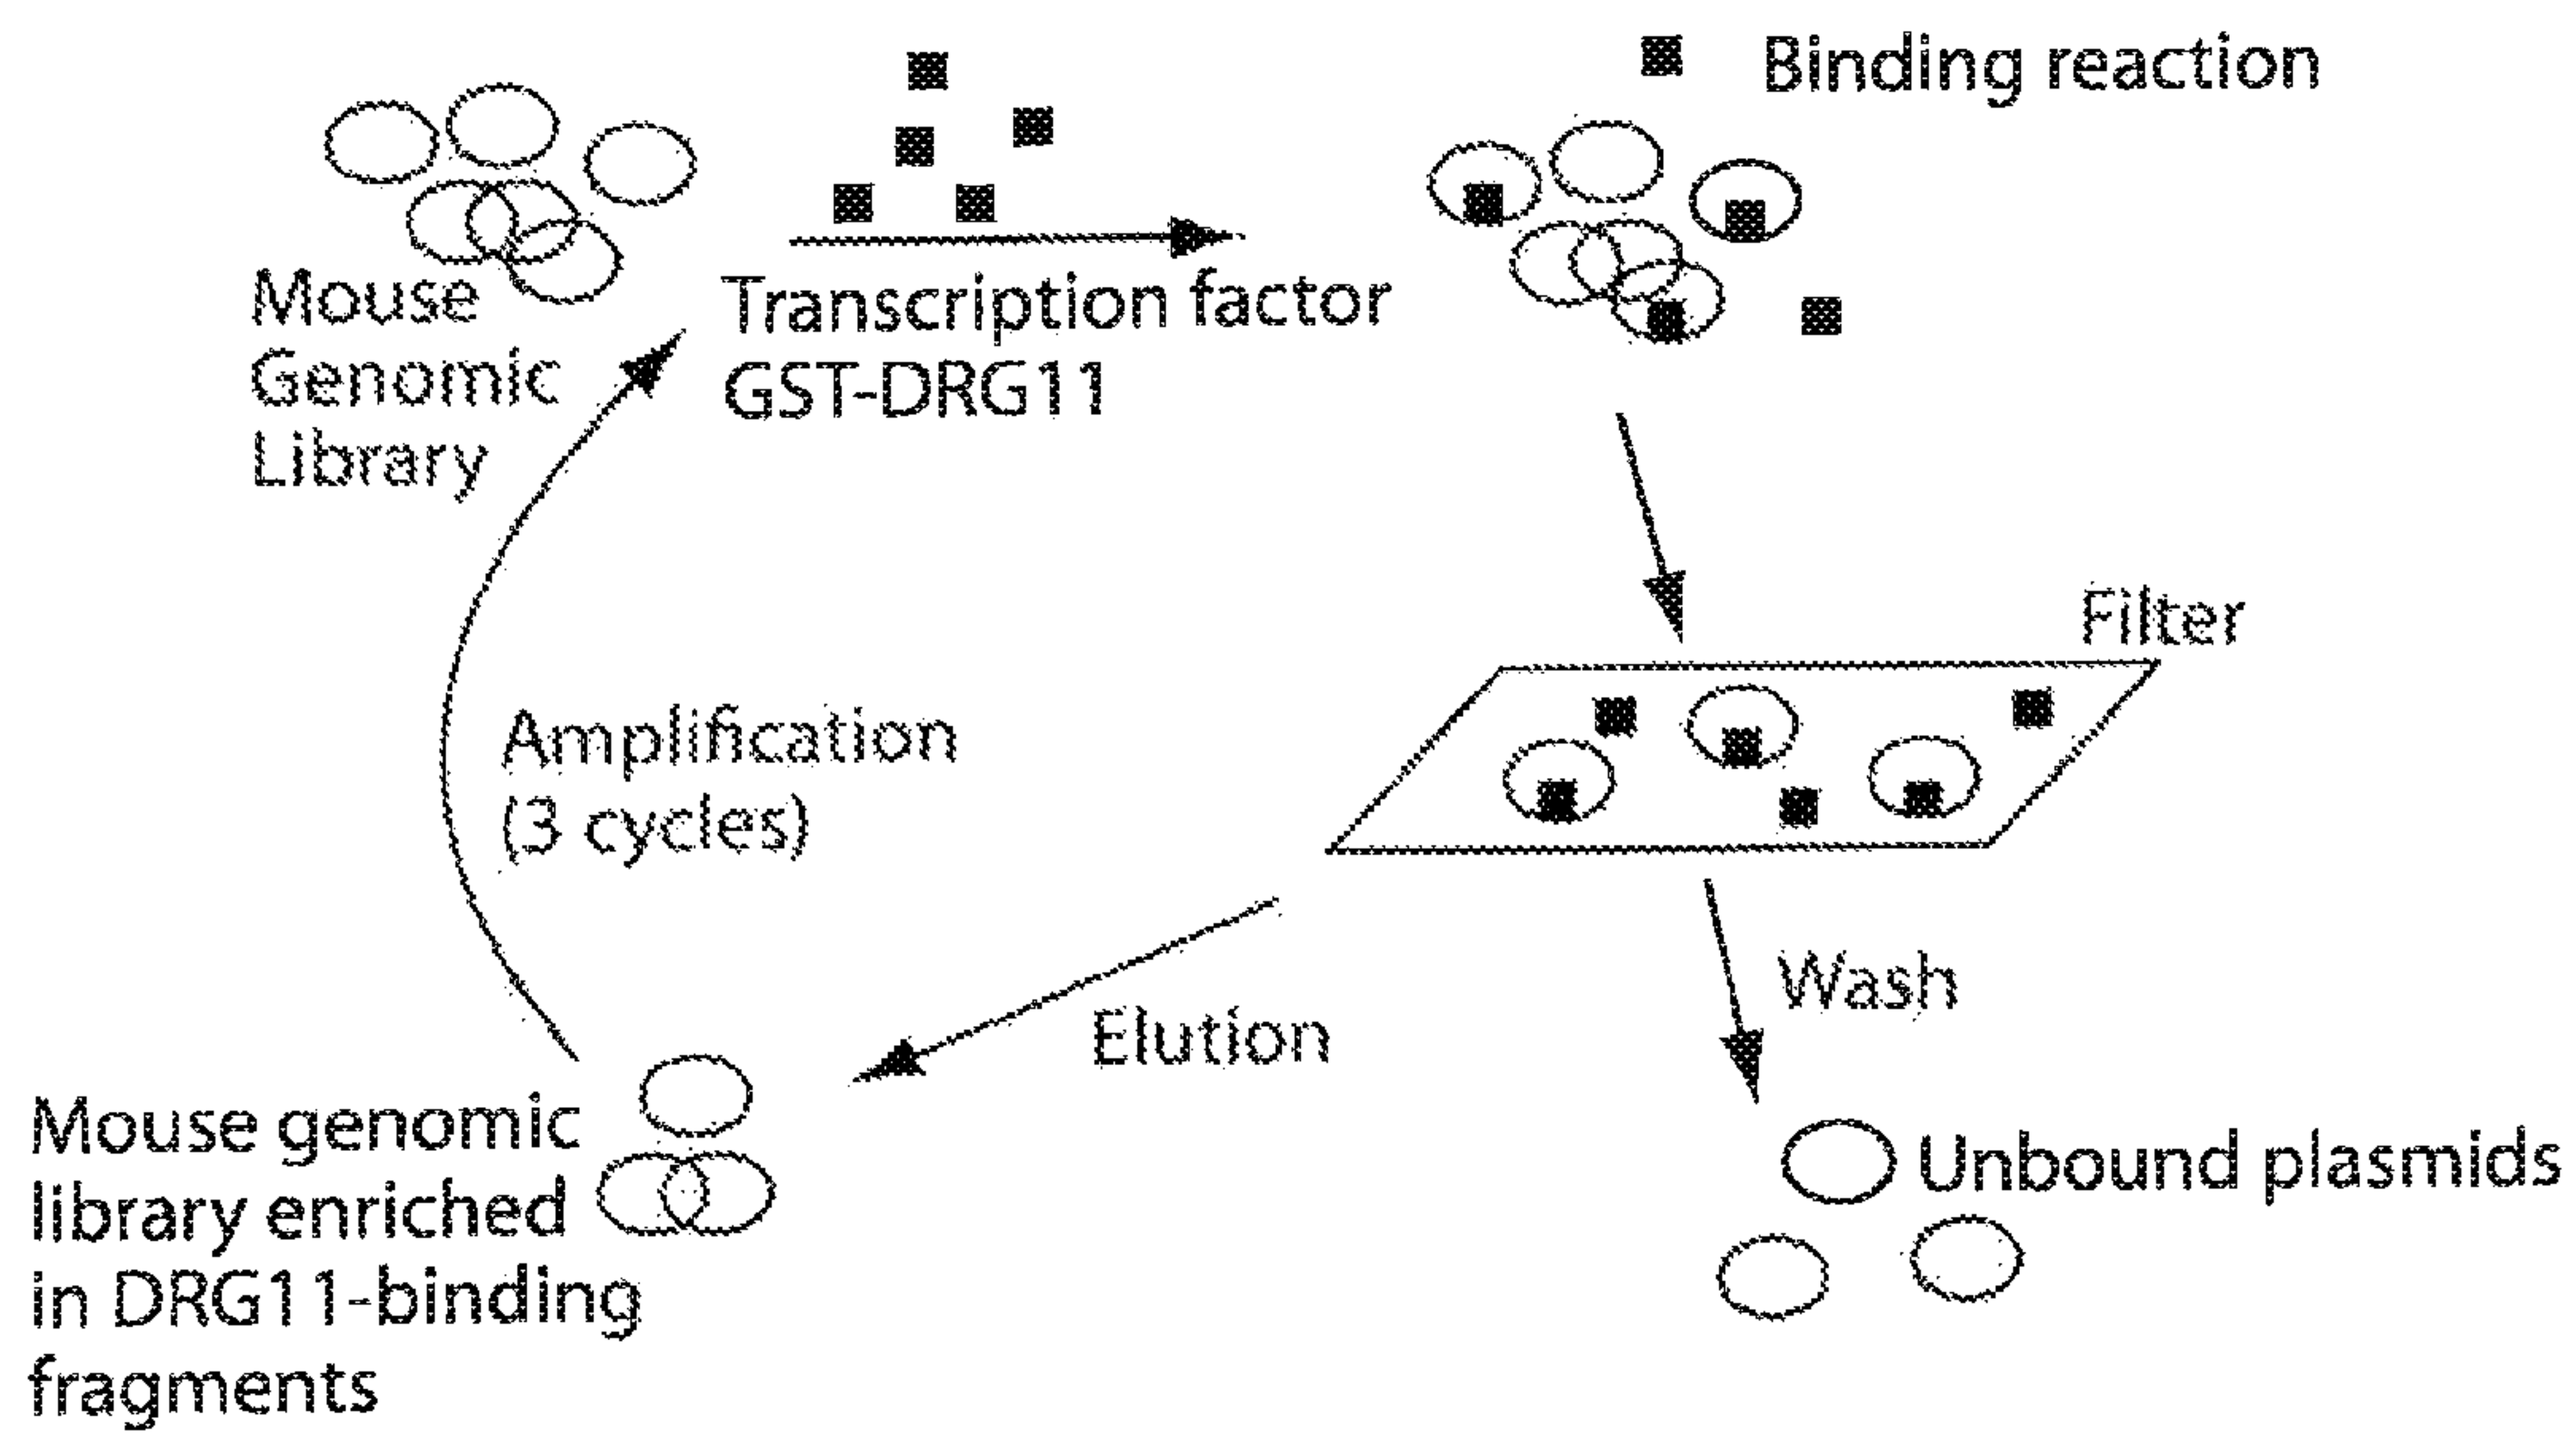 Binding reaction
Mouse
Genomic
Library
Transcription factor
GST-DRG11
Filter
Amplification
(3 cycles)
Wash
Elution
Mouse genomic
library enriched
in DRG11-binding
fragments
Unbound plasmids